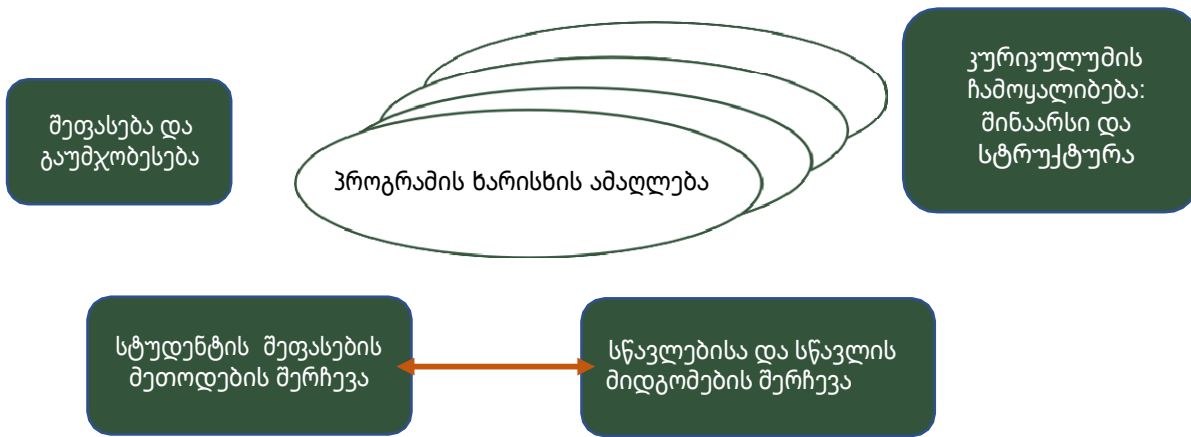 შეფასება და
გაუმჯობესება
პროგრამის ხარისხის ამაღლება
კურიკულუმის
ჩამოყალიბება:
შინაარსი და
სტრუქტურა
სტუდენტის შეფასების
მეთოდების შერჩევა
სწავლებისა და სწავლის
მიდგომების შერჩევა